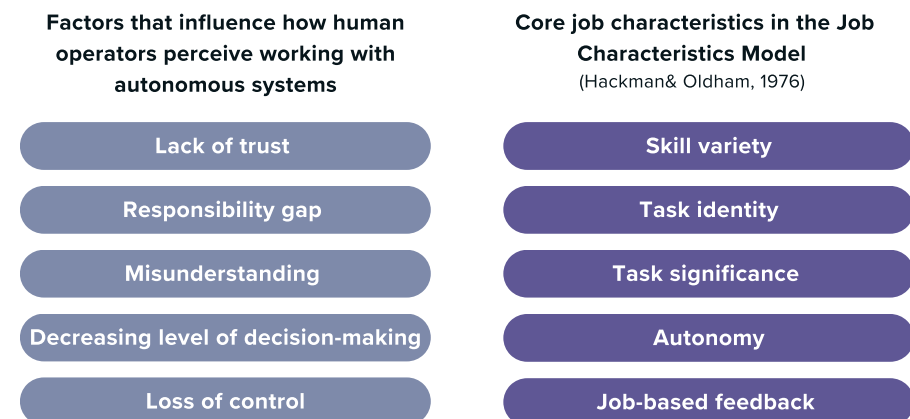 Factors that influence how human
operators perceive working with
autonomous systems
Lack of trust
Responsibility gap
Misunderstanding
Decreasing level of decision-making
Loss of control
Core job characteristics in the Job
Characteristics Model
(Hackman& Oldham, 1976)
Skill variety
Task identity
Task significance
Autonomy
Job-based feedback